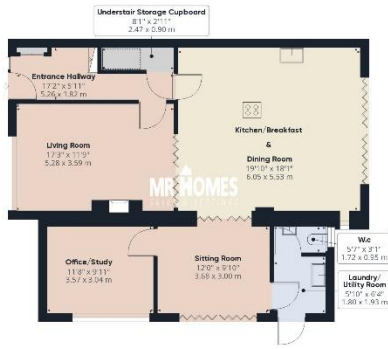 Understair Storage Cupboard
8'1" x 2'11"
2.47 x 0.90 m
Entrance Hallway
17'2" x 5'11"
5.26 x 1.82 m
Kitchen/Breakfast
&
Dining Room
19'10" x 18'1"
6.05 x 5.53 m
Living Room
17'3" x 11'9"
5.28 x 3.59 m
MR HOMES
Office/Study
11'8" x 9'11"
3.57 x 3.04 m
Sitting Room
12'0" x 9'10"
3.68 x 3.00 m
W.c
5'7" x 3'1"
1.72 x 0.95 m
Laundry/
Utility Room
5'10" x 6'4"
1.80 x 1.93 m